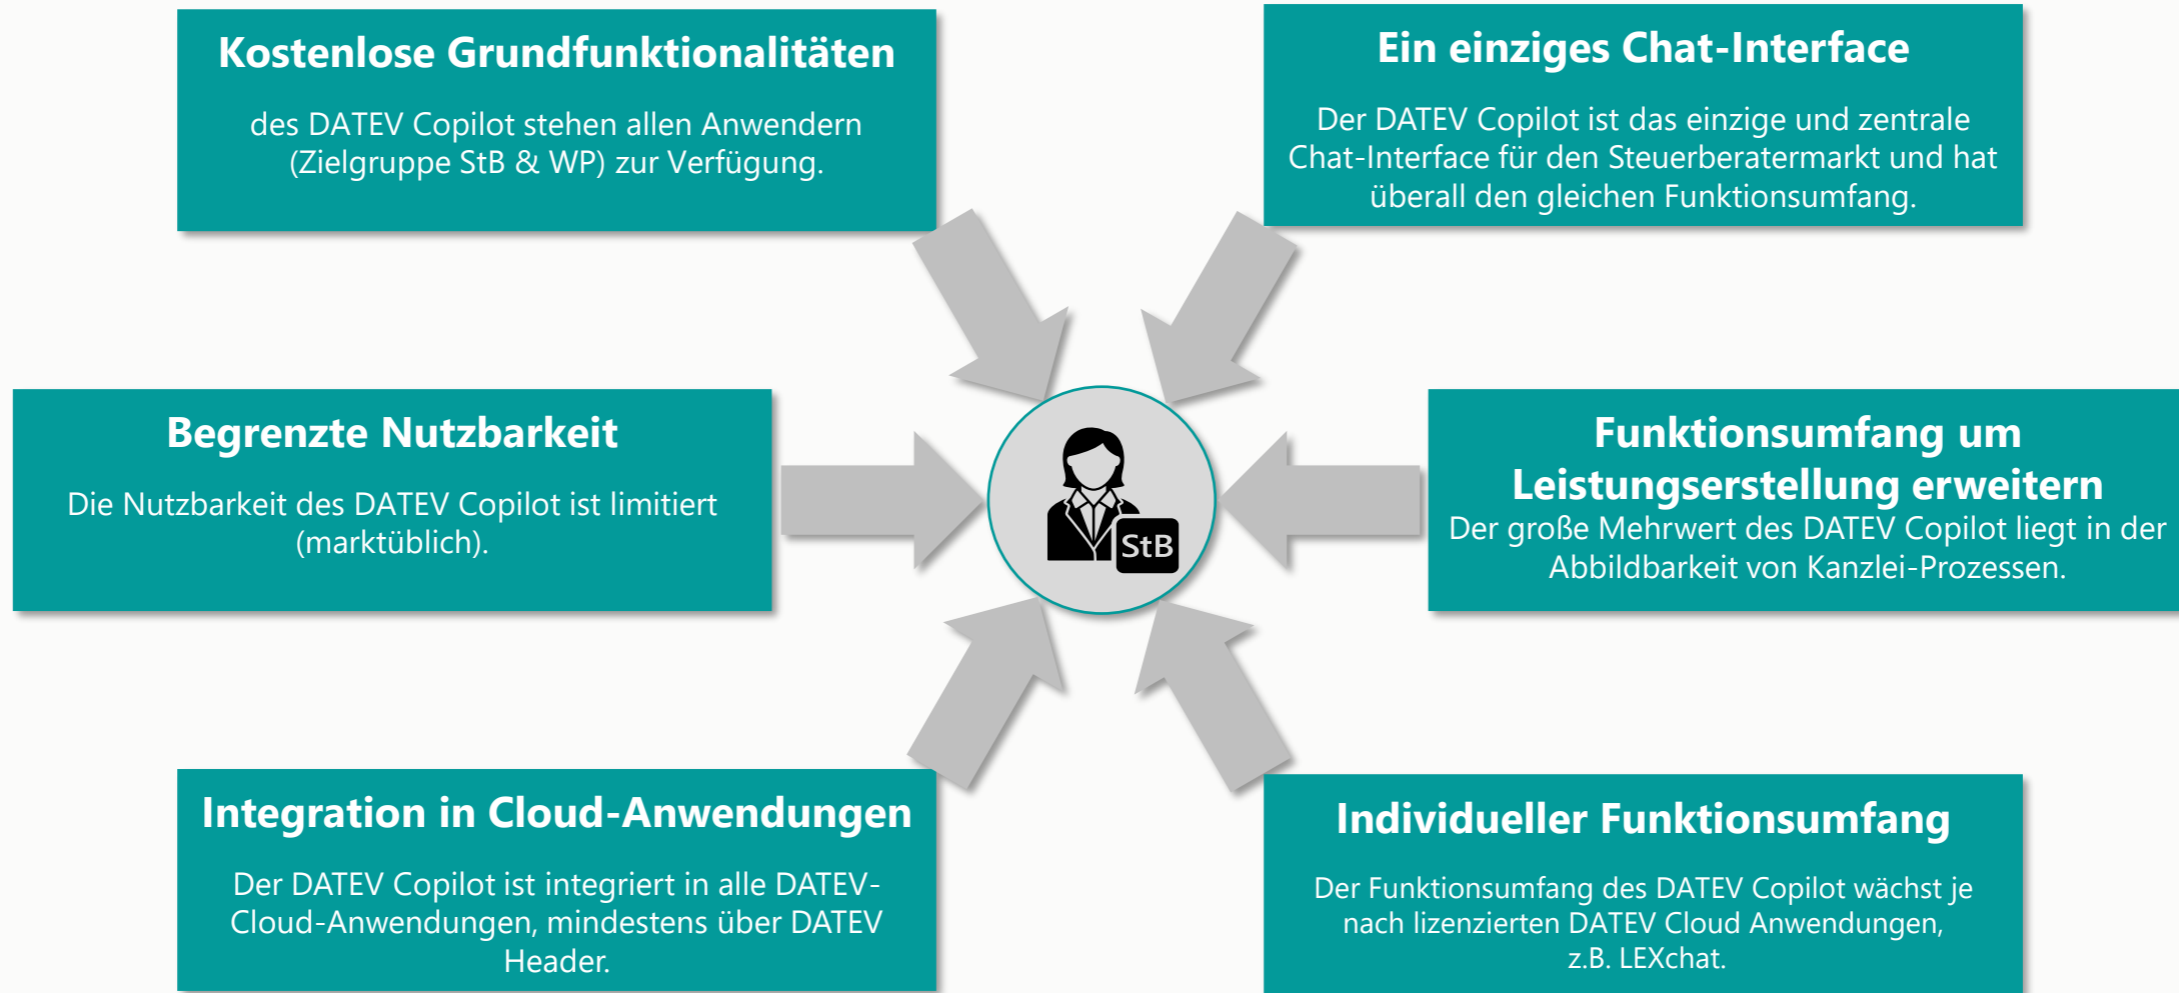 Kostenlose Grundfunktionalitäten
des DATEV Copilot stehen allen Anwendern
(Zielgruppe StB & WP) zur Verfügung.
Ein einziges Chat-Interface
Der DATEV Copilot ist das einzige und zentrale
Chat-Interface für den Steuerberatermarkt und hat
überall den gleichen Funktionsumfang.
Begrenzte Nutzbarkeit
Die Nutzbarkeit des DATEV Copilot ist limitiert
(marktüblich).
StB
Funktionsumfang um
Leistungserstellung erweitern
Der große Mehrwert des DATEV Copilot liegt in der
Abbildbarkeit von Kanzlei-Prozessen.
Integration in Cloud-Anwendungen
Der DATEV Copilot ist integriert in alle DATEV-
Cloud-Anwendungen, mindestens über DATEV
Header.
Individueller Funktionsumfang
Der Funktionsumfang des DATEV Copilot wächst je
nach lizenzierten DATEV Cloud Anwendungen,
z.B. LEXchat.